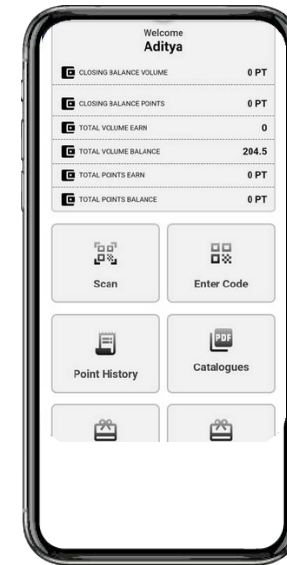 Welcome
Aditya
CLOSING BALANCE VOLUME 0 PT
CLOSING BALANCE POINTS 0 PT
TOTAL VOLUME EARN 0
TOTAL VOLUME BALANCE 204.5
TOTAL POINTS EARN 0 PT
TOTAL POINTS BALANCE 0 PT
Scan Enter Code
PDF
Point History Catalogues